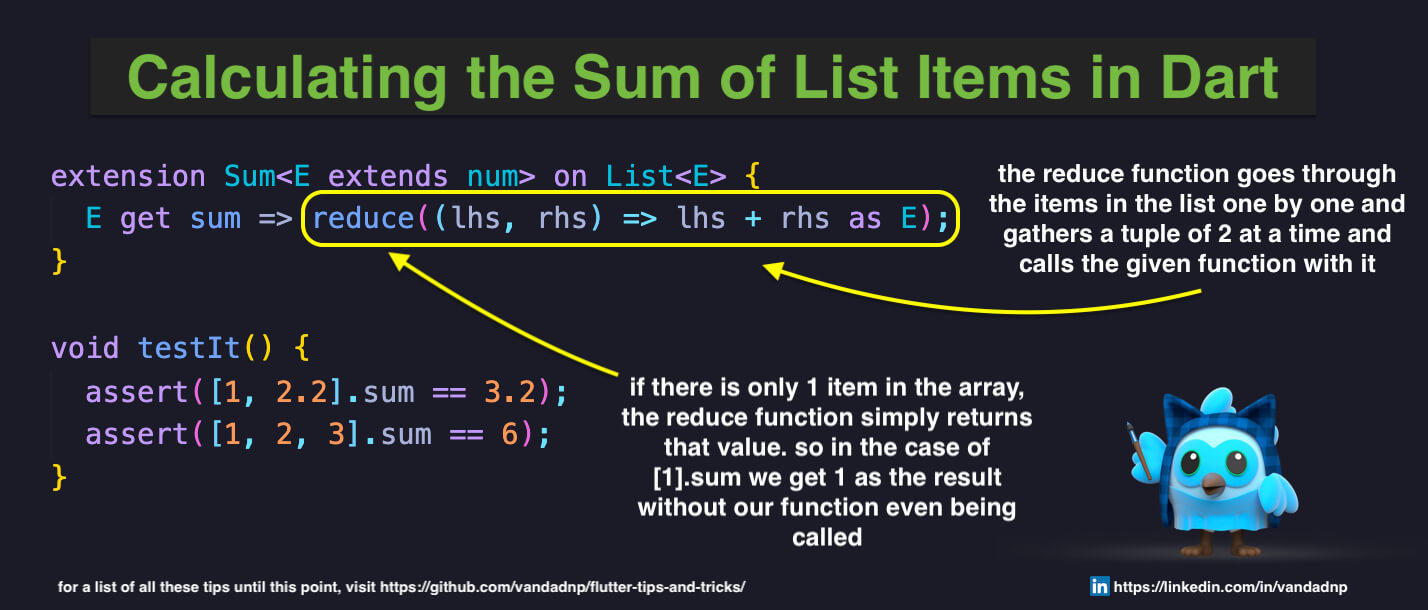 Calculating the Sum of List Items in Dart
extension Sum<E extends num> on List<E> {
  E get sum => reduce((lhs, rhs) => lhs + rhs as E);
}
the reduce function goes through
the items in the list one by one and
gathers a tuple of 2 at a time and
calls the given function with it
void testIt() {
  assert([1, 2.2].sum == 3.2);
  assert([1, 2, 3].sum == 6);
}
if there is only 1 item in the array,
the reduce function simply returns
that value. so in the case of
[1].sum we get 1 as the result
without our function even being
called
for a list of all these tips until this point, visit https://github.com/vandadnp/flutter-tips-and-tricks/
in https://linkedin.com/in/vandadnp